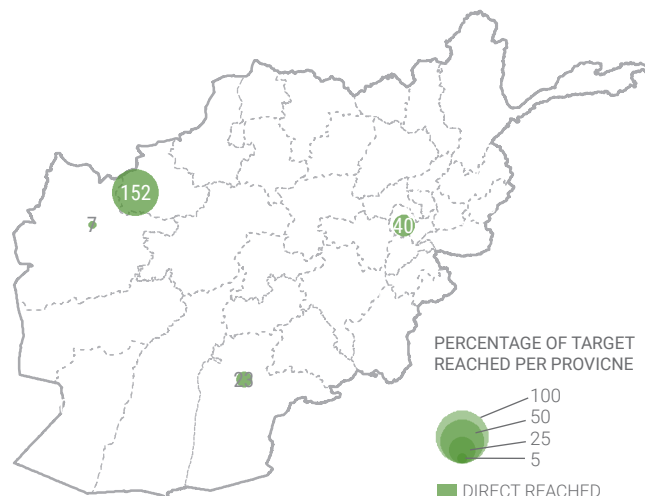 152
7
40
PERCENTAGE OF TARGET
REACHED PER PROVICNE
100
50
25
5
DIRECT REACHED